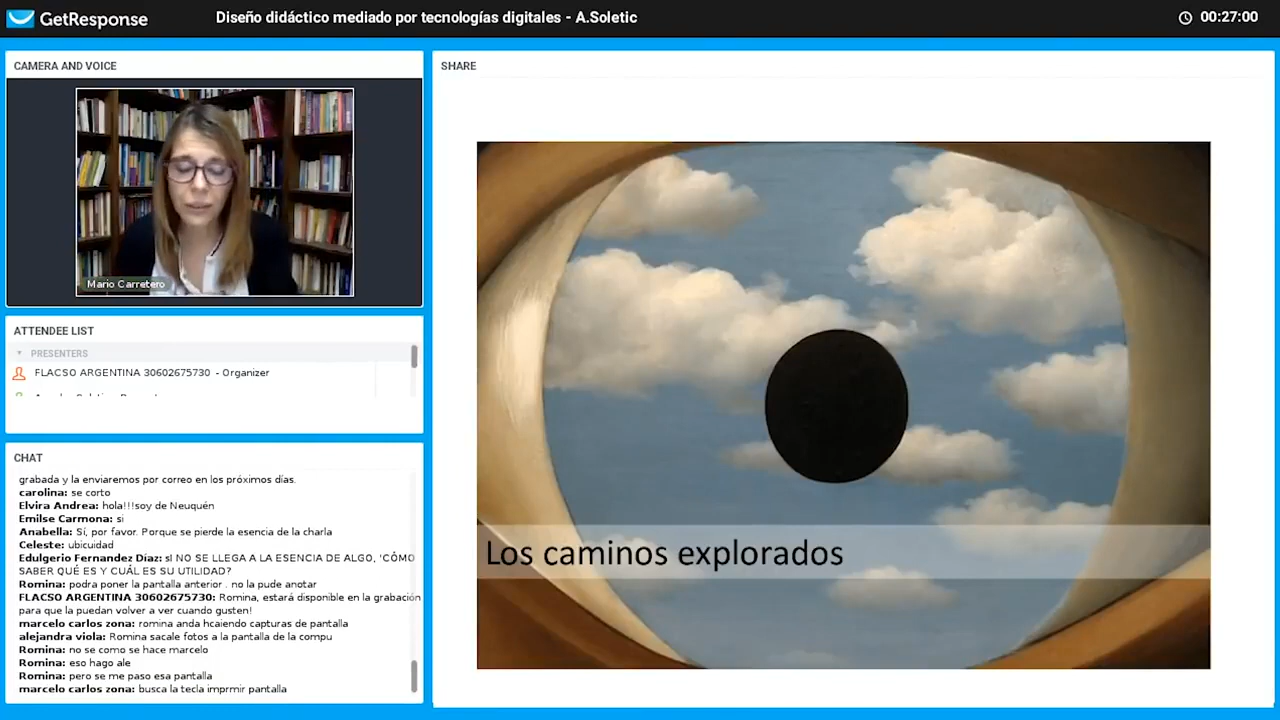 GetResponse
Diseño didáctico mediado por tecnologías digitales - A.Soletic
00:27:00
CAMERA AND VOICE
Mario Carretero
ATTENDEE LIST
PRESENTERS
FLACSO ARGENTINA 30602675730 - Organizer
CHAT
grabada y la enviaremos por correo en los próximos días.
carolina: se corto
Elvira Andrea: hola!!!soy de Neuquén
Emilse Carmona: si
Anabella: Sí, por favor. Porque se pierde la esencia de la charla
Celeste: ubicuidad
Edulgerio Fernandez Díaz: sI NO SE LLEGA A LA ESENCIA DE ALGO, 'CÓMO
SABER QUÉ ES Y CUÁL ES SU UTILIDAD?
Romina: podra poner la pantalla anterior . no la pude anotar
FLACSO ARGENTINA 30602675730: Romina, estará disponible en la grabación
para que la puedan volver a ver cuando gusten!
marcelo carlos zona: romina anda hcaiendo capturas de pantalla
alejandra viola: Romina sacale fotos a la pantalla de la compu
Romina: no se como se hace marcelo
Romina: eso hago ale
Romina: pero se me paso esa pantalla
marcelo carlos zona: busca la tecla imprmir pantalla
SHARE
Los caminos explorados